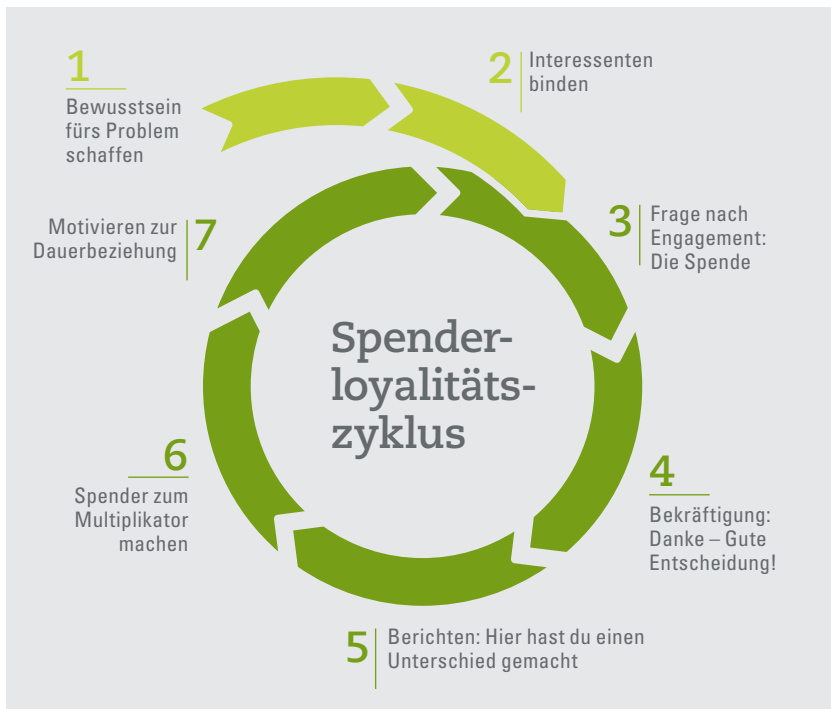 1
Bewusstsein
fürs Problem
schaffen
2
Interessenten
binden
3
Frage nach
Engagement:
Die Spende
4
Bekräftigung:
Danke – Gute
Entscheidung!
5
Berichten: Hier hast du einen
Unterschied gemacht
6
Spender zum
Multiplikator
machen
7
Motivieren zur
Dauerbeziehung
Spender-
loyalitäts-
zyklus